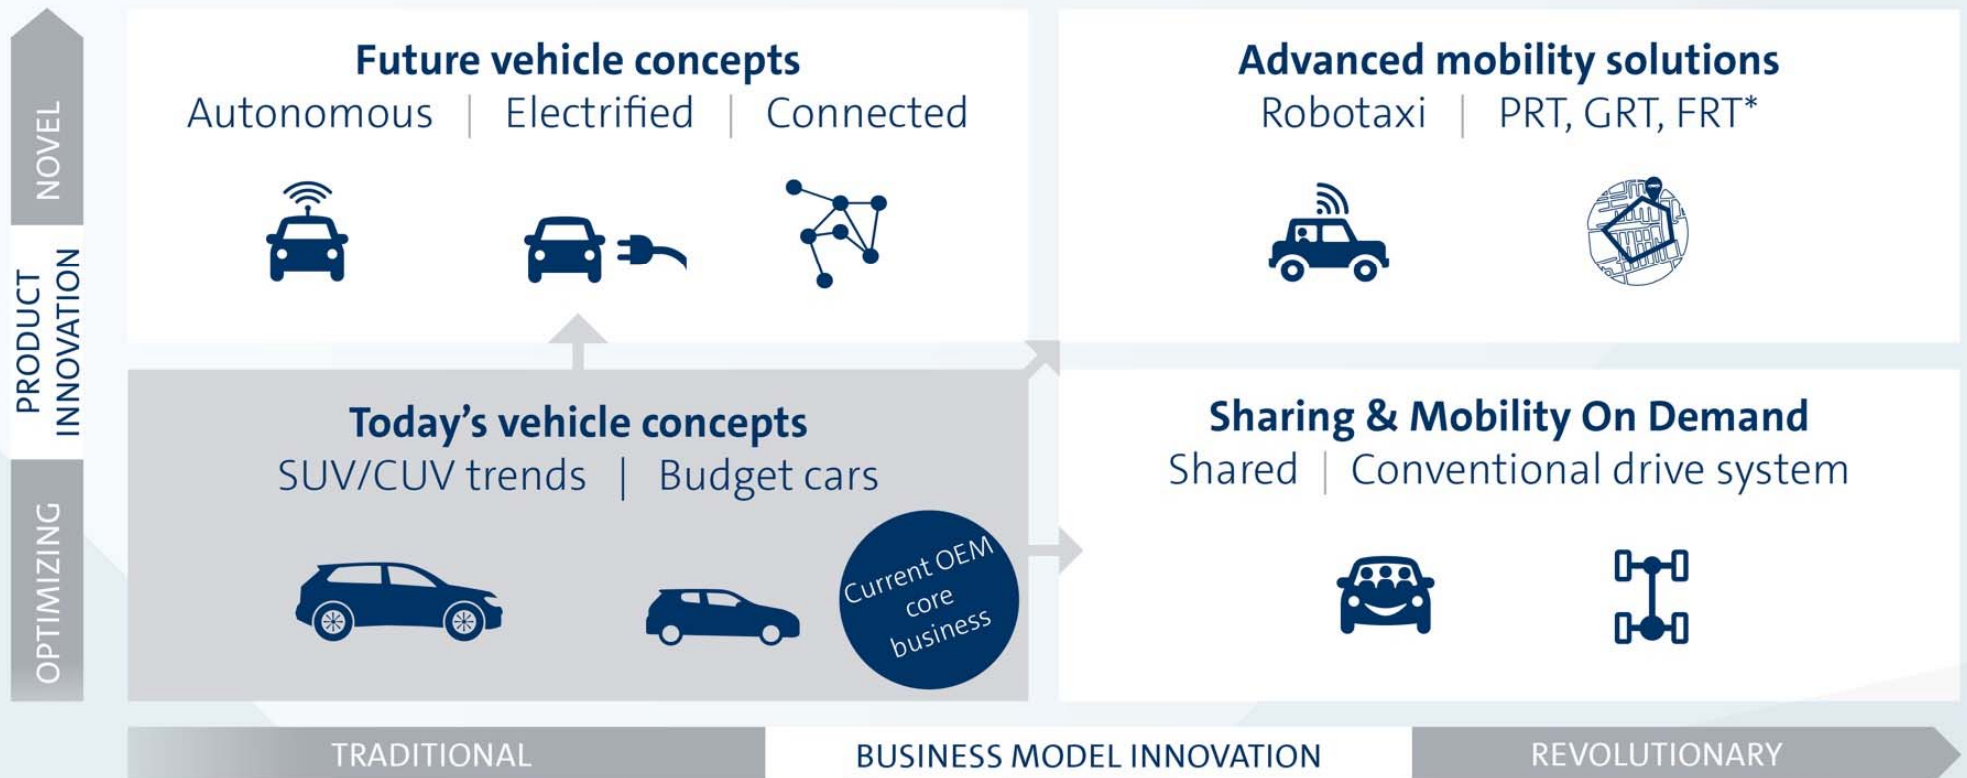 Future vehicle concepts
Autonomous | Electrified | Connected
Advanced mobility solutions
Robotaxi | PRT, GRT, FRT*
Today's vehicle concepts
SUV/CUV trends | Budget cars
Current OEM
core
business
Sharing & Mobility On Demand
Shared | Conventional drive system
NOVEL
PRODUCT
INNOVATION
OPTIMIZING
TRADITIONAL
BUSINESS MODEL INNOVATION
REVOLUTIONARY